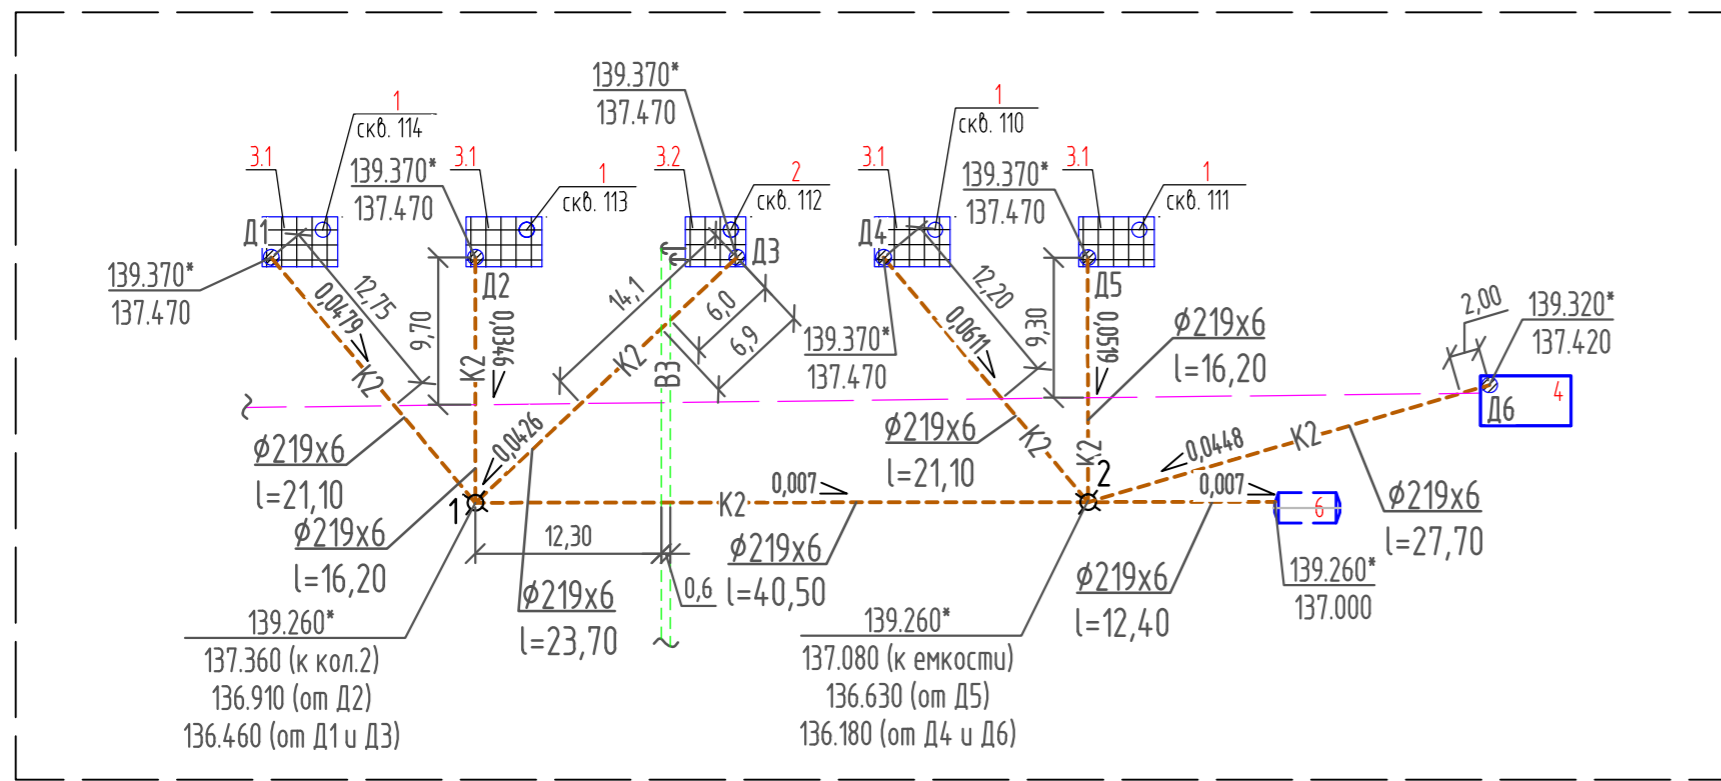 139.370*
137.470
1
скв. 114
1
скв. 110
3.1
139.370*
137.470
3.1
1
скв. 113
3.2
2
скв. 112
3.1
139.370*
137.470
3.1
1
скв. 111
Д1
Д2
Д3
Д4
Д5
139.370*
137.470
12,75
0,0479
К2
9,70
0,0346
К2
14,1
К2
6,0
6,9
В3
139.370*
137.470
12,20
0,0611
К2
9,30
0,0519
К2
Ø219х6
l=16,20
2,00
139.320*
137.420
4
Д6
Ø219х6
l=21,10
0,0426
Ø219х6
l=21,10
0,0448
К2
1
2
Ø219х6
l=16,20
К2
0,007
0,007
6
Ø219х6
l=27,70
12,30
0,6
Ø219х6
l=40,50
Ø219х6
l=23,70
Ø219х6
l=12,40
139.260*
137.000
139.260*
137.360 (к кол.2)
136.910 (от Д2)
136.460 (от Д1 и Д3)
139.260*
137.080 (к емкости)
136.630 (от Д5)
136.180 (от Д4 и Д6)